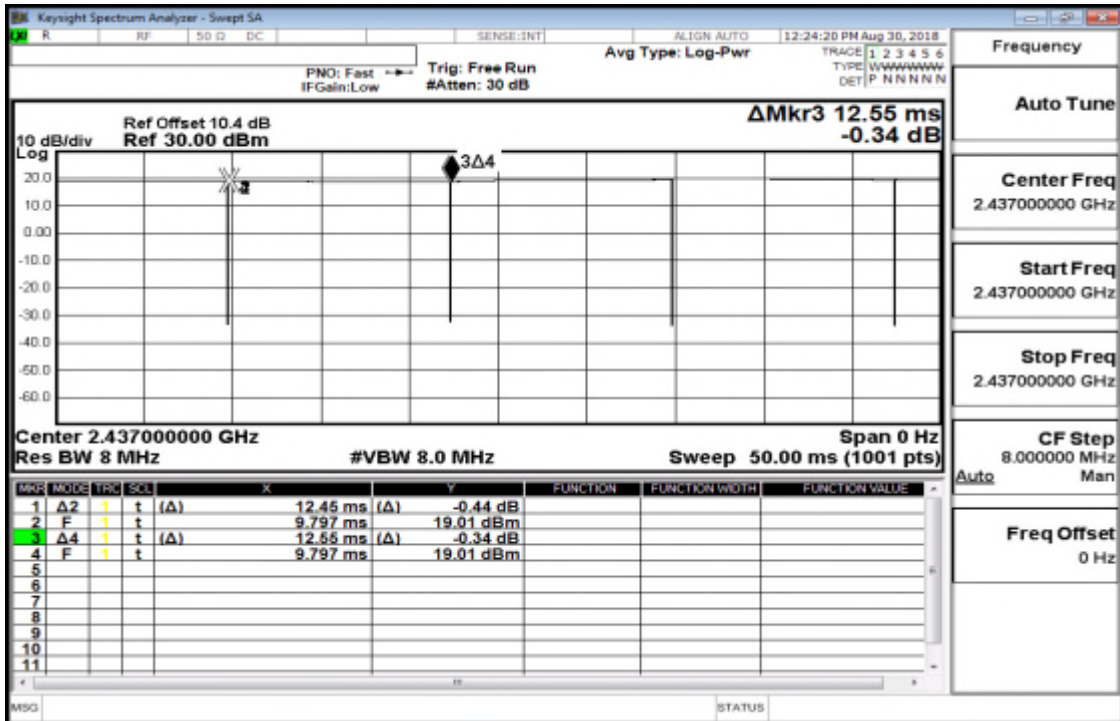 Keysight Spectrum Analyzer - Swept SA
R RF 50 Ω DC SENSE:INT ALIGN AUTO 12:24:20 PM Aug 30, 2018
Avg Type: Log-Pwr
TRACE 1 2 3 4 5 6
TYPE WWWWWW
DET P N N N N N
PNO: Fast Trig: Free Run
IFGain:Low #Atten: 30 dB
ΔMkr3 12.55 ms
-0.34 dB
Ref Offset 10.4 dB
10 dB/div Ref 30.00 dBm
Log
3Δ4
20.0
10.0
0.00
-10.0
-20.0
-30.0
-40.0
-50.0
-60.0
Center 2.437000000 GHz Span 0 Hz
Res BW 8 MHz #VBW 8.0 MHz Sweep 50.00 ms (1001 pts)
MKR MODE TRC SCL X Y FUNCTION FUNCTION WIDTH FUNCTION VALUE
1 Δ2 1 t (Δ) 12.45 ms (Δ) -0.44 dB
2 F 1 t 9.797 ms 19.01 dBm
3 Δ4 1 t (Δ) 12.55 ms (Δ) -0.34 dB
4 F 1 t 9.797 ms 19.01 dBm
5
6
7
8
9
10
11
MSG STATUS
Frequency
Auto Tune
Center Freq
2.437000000 GHz
Start Freq
2.437000000 GHz
Stop Freq
2.437000000 GHz
CF Step
8.000000 MHz
Auto Man
Freq Offset
0 Hz